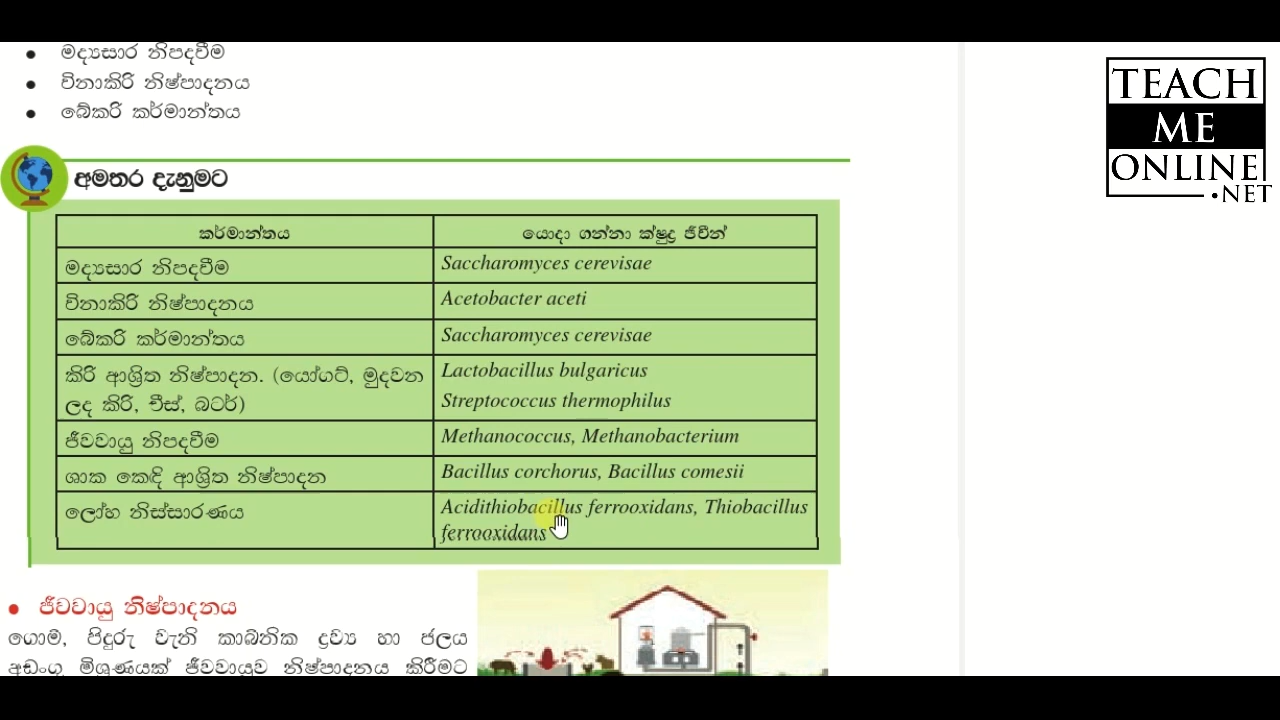 • මද්‍යසාර නිපදවීම
• විනාකිරි නිෂ්පාදනය
• බේකරි කර්මාන්තය
TEACH
ME
ONLINE
.NET
අමතර දැනුමට
කර්මාන්තය	යොදා ගන්නා ක්ෂුද්‍ර ජීවීන්
මද්‍යසාර නිපදවීම	Saccharomyces cerevisae
විනාකිරි නිෂ්පාදනය	Acetobacter aceti
බේකරි කර්මාන්තය	Saccharomyces cerevisae
කිරි ආශ්‍රිත නිෂ්පාදන. (යෝගට්, මුදවන	Lactobacillus bulgaricus
ලද කිරි, චීස්, බටර්)	Streptococcus thermophilus
ජීවවායු නිපදවීම	Methanococcus, Methanobacterium
ශාක කෙඳි ආශ්‍රිත නිෂ්පාදන	Bacillus corchorus, Bacillus comesii
ලෝහ නිස්සාරණය	Acidithiobacillus ferrooxidans, Thiobacillus
ferrooxidans
• ජීවවායු නිෂ්පාදනය
ගොම, පිදුරු වැනි කාබනික ද්‍රව්‍ය හා ජලය
අඩංගු මිශ්‍රණයක් ජීවවායුව නිෂ්පාදනය කිරීමට